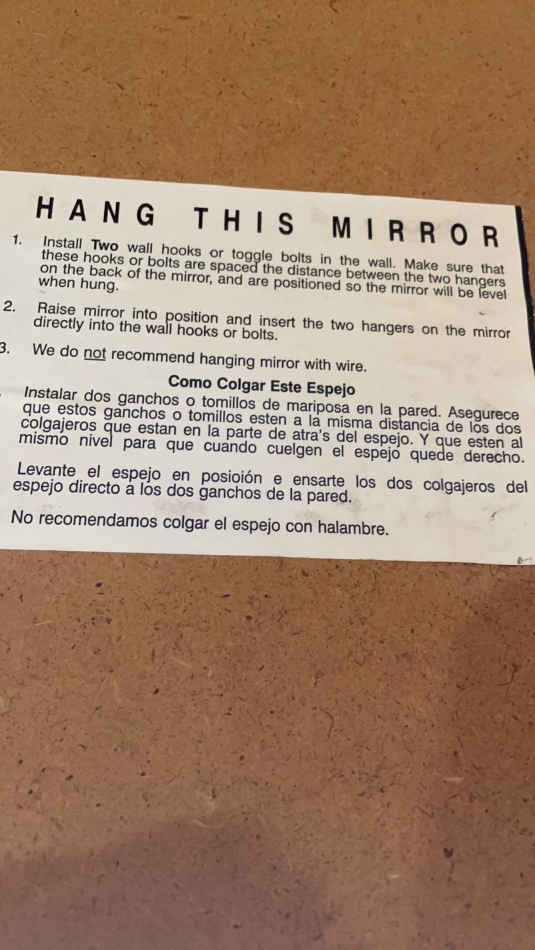 HANG THIS MIRROR
1. Install Two wall hooks or toggle bolts in the wall. Make sure that
these hooks or bolts are spaced the distance between the two hangers
on the back of the mirror, and are positioned so the mirror will be level
when hung.
2. Raise mirror into position and insert the two hangers on the mirror
directly into the wall hooks or bolts.
3. We do not recommend hanging mirror with wire.
Como Colgar Este Espejo
Instalar dos ganchos o tomillos de mariposa en la pared. Asegurece
que estos ganchos o tomillos esten a la misma distancia de los dos
colgajeros que estan en la parte de atra's del espejo. Y que esten al
mismo nivel para que cuando cuelgen el espejo quede derecho.
Levante el espejo en posioión e ensarte los dos colgajeros del
espejo directo a los dos ganchos de la pared.
No recomendamos colgar el espejo con halambre.